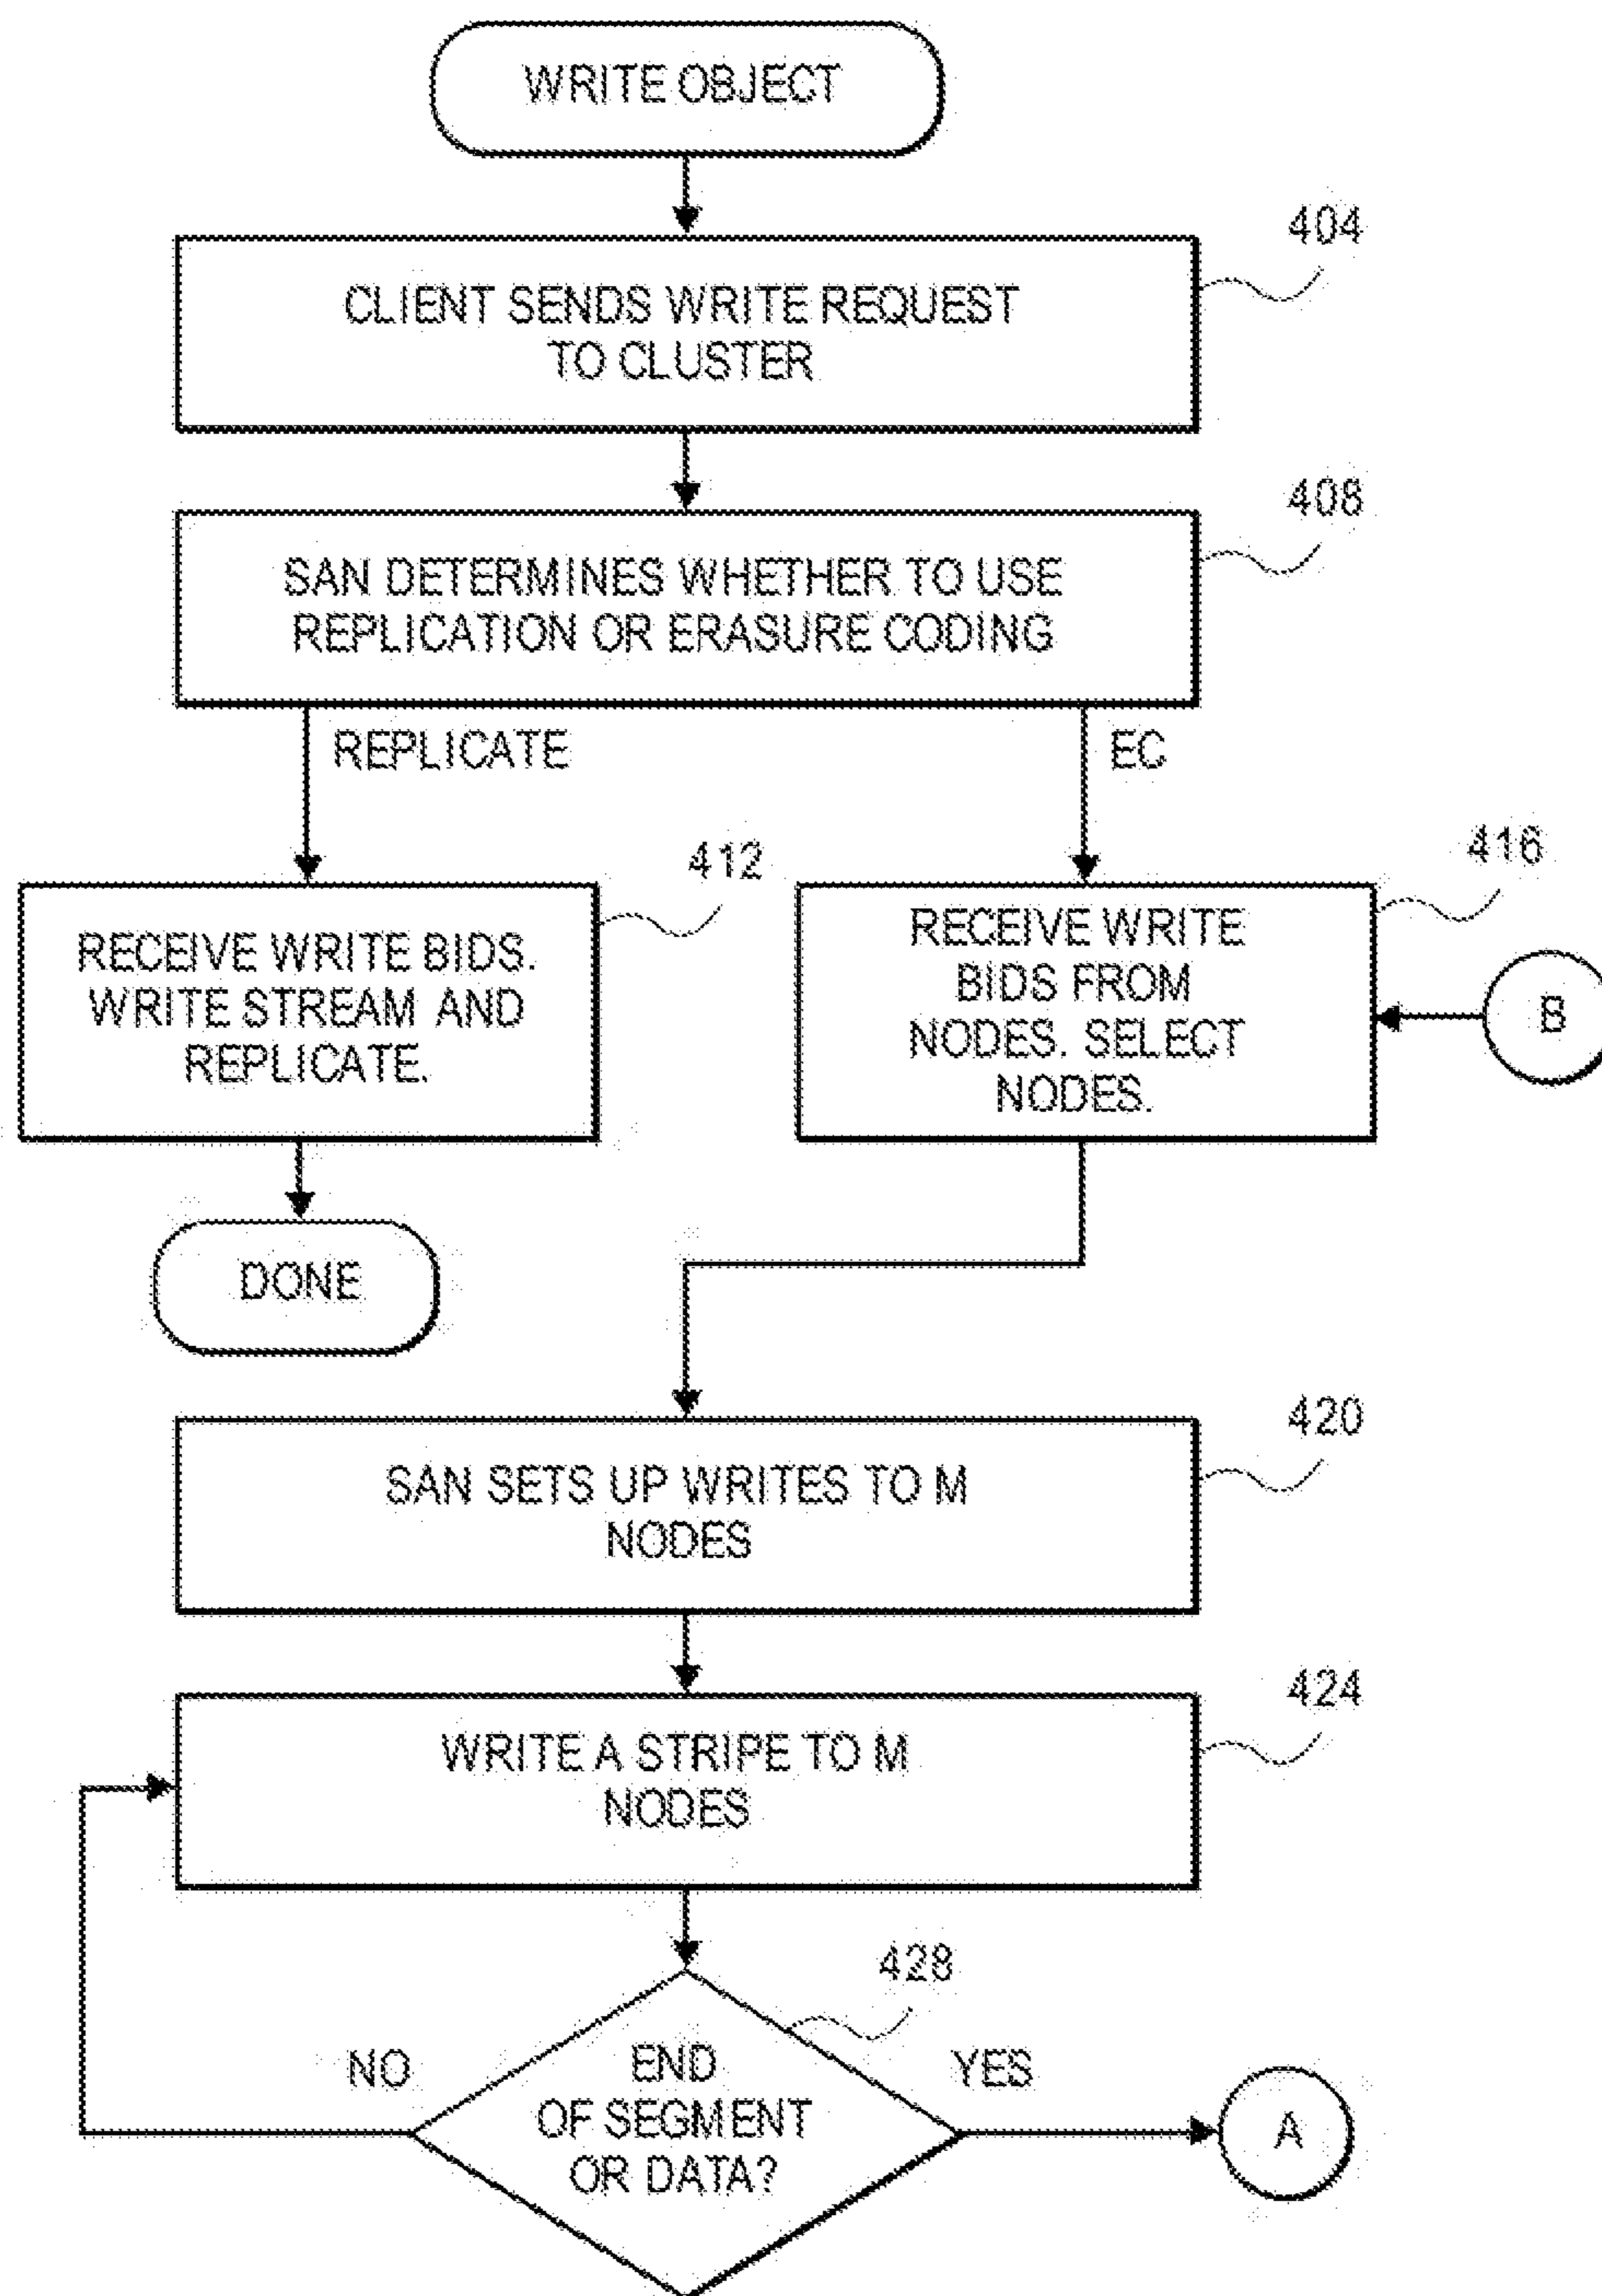 WRITE OBJECT
404
CLIENT SENDS WRITE REQUEST
TO CLUSTER
408
SAN DETERMINES WHETHER TO USE
REPLICATION OR ERASURE CODING
REPLICATE
EC
412
RECEIVE WRITE BIDS.
WRITE STREAM AND
REPLICATE.
416
RECEIVE WRITE
BIDS FROM
NODES. SELECT
NODES.
B
DONE
420
SAN SETS UP WRITES TO M
NODES
424
WRITE A STRIPE TO M
NODES
428
NO
END
OF SEGMENT
OR DATA?
YES
A